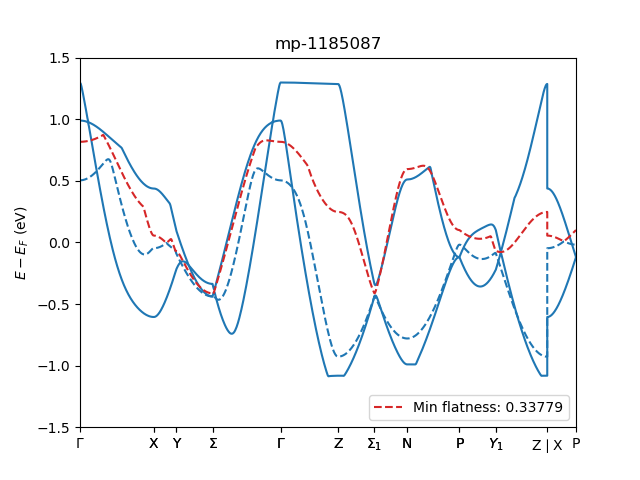 mp-1185087
E − E_F (eV)
1.5
1.0
0.5
0.0
−0.5
−1.0
−1.5
Γ X Y Σ Γ Z Σ₁ N P Y₁ Z | X P
Min flatness: 0.33779